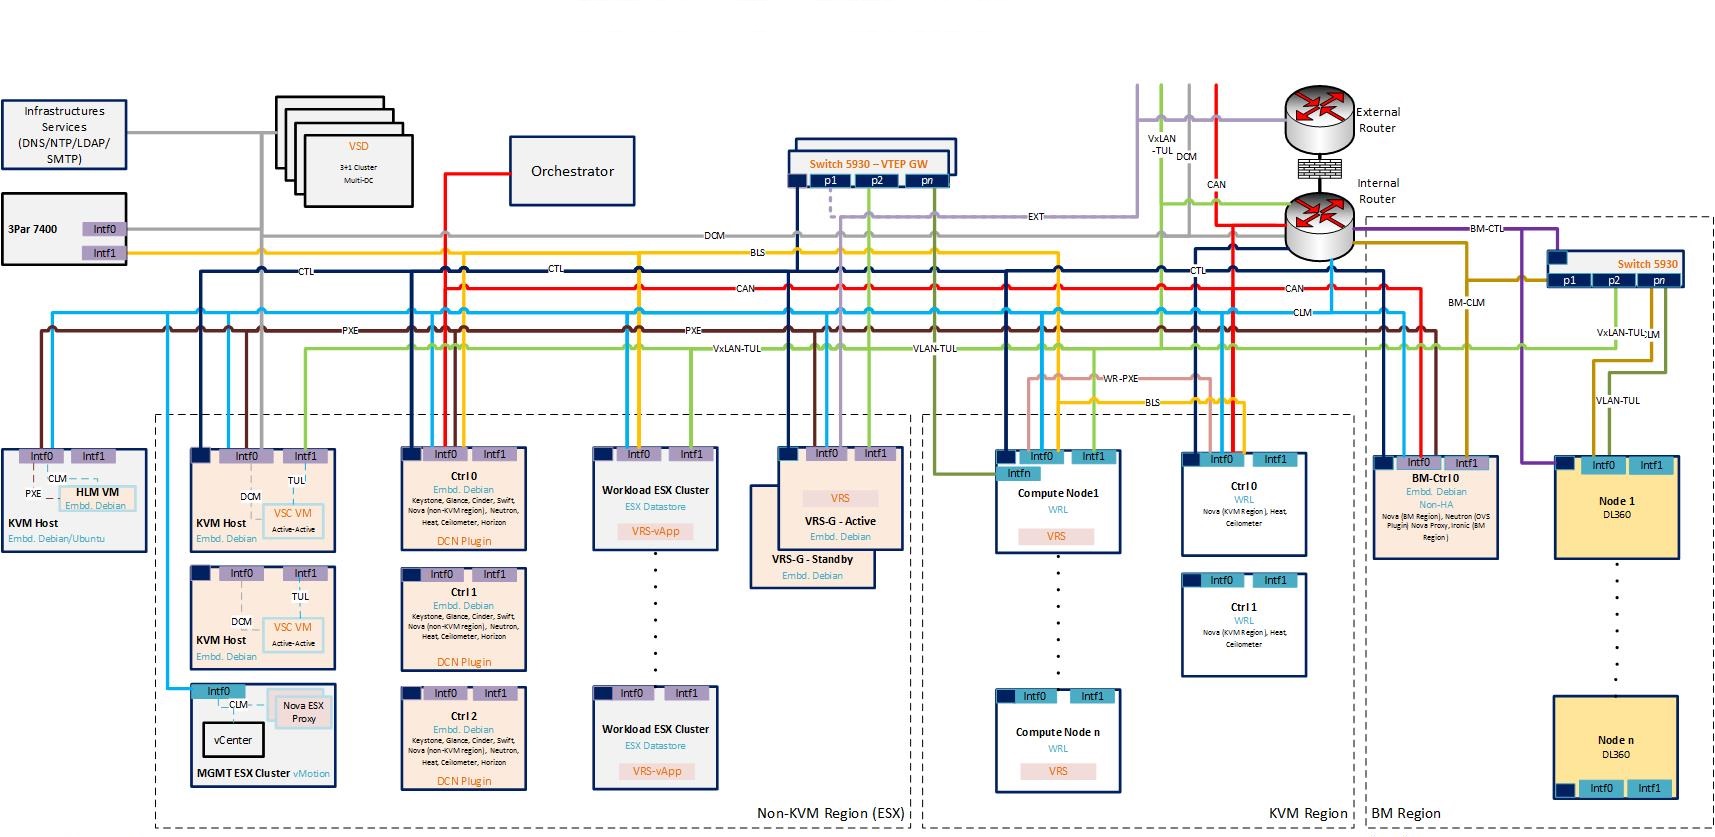 Infrastructures
Services
(DNS/NTP/LDAP/
SMTP)
VSD
3+1 Cluster
Multi-DC
Orchestrator
Switch 5930 – VTEP GW
p1
p2
pn
VxLAN
-TUL
DCM
CAN
External
Router
Internal
Router
3Par 7400
Intf0
Intf1
EXT
DCM
BLS
CTL
CTL
CTL
CAN
CAN
CLM
PXE
PXE
VxLAN-TUL
VLAN-TUL
WR-PXE
BLS
BM-CTL
BM-CLM
Switch 5930
p1
p2
pn
VxLAN-TUL
LM
VLAN-TUL
Intf0
Intf1
CLM
PXE
HLM VM
Embd. Debian
KVM Host
Embd. Debian/Ubuntu
Intf0
Intf1
DCM
TUL
VSC VM
Active-Active
KVM Host
Embd. Debian
Intf0
Intf1
DCM
TUL
VSC VM
Active-Active
KVM Host
Embd. Debian
Intf0
CLM
Nova ESX
Proxy
vCenter
MGMT ESX Cluster vMotion
Intf0
Intf1
Ctrl 0
Embd. Debian
Keystone, Glance, Cinder, Swift,
Nova (non-KVM region), Neutron,
Heat, Ceilometer, Horizon
DCN Plugin
Intf0
Intf1
Ctrl 1
Embd. Debian
Keystone, Glance, Cinder, Swift,
Nova (non-KVM region), Neutron,
Heat, Ceilometer, Horizon
DCN Plugin
Intf0
Intf1
Ctrl 2
Embd. Debian
Keystone, Glance, Cinder, Swift,
Nova (non-KVM region), Neutron,
Heat, Ceilometer, Horizon
DCN Plugin
Intf0
Intf1
Workload ESX Cluster
ESX Datastore
VRS-vApp
Intf0
Intf1
Workload ESX Cluster
ESX Datastore
VRS-vApp
Intf0
Intf1
VRS
VRS-G - Active
Embd. Debian
VRS-G - Standby
Embd. Debian
Non-KVM Region (ESX)
Intf0
Intf1
Intfn
Compute Node1
WRL
VRS
Intf0
Intf1
Compute Node n
WRL
VRS
Intf0
Intf1
Ctrl 0
WRL
Nova (KVM Region), Heat,
Ceilometer
Intf0
Intf1
Ctrl 1
WRL
Nova (KVM Region), Heat,
Ceilometer
KVM Region
Intf0
Intf1
BM-Ctrl 0
Embd. Debian
Non-HA
Nova (BM Region), Neutron (OVS
Plugin) Nova Proxy, Ironic (BM
Region)
Intf0
Intf1
Node 1
DL360
Node n
DL360
Intf0
Intf1
BM Region